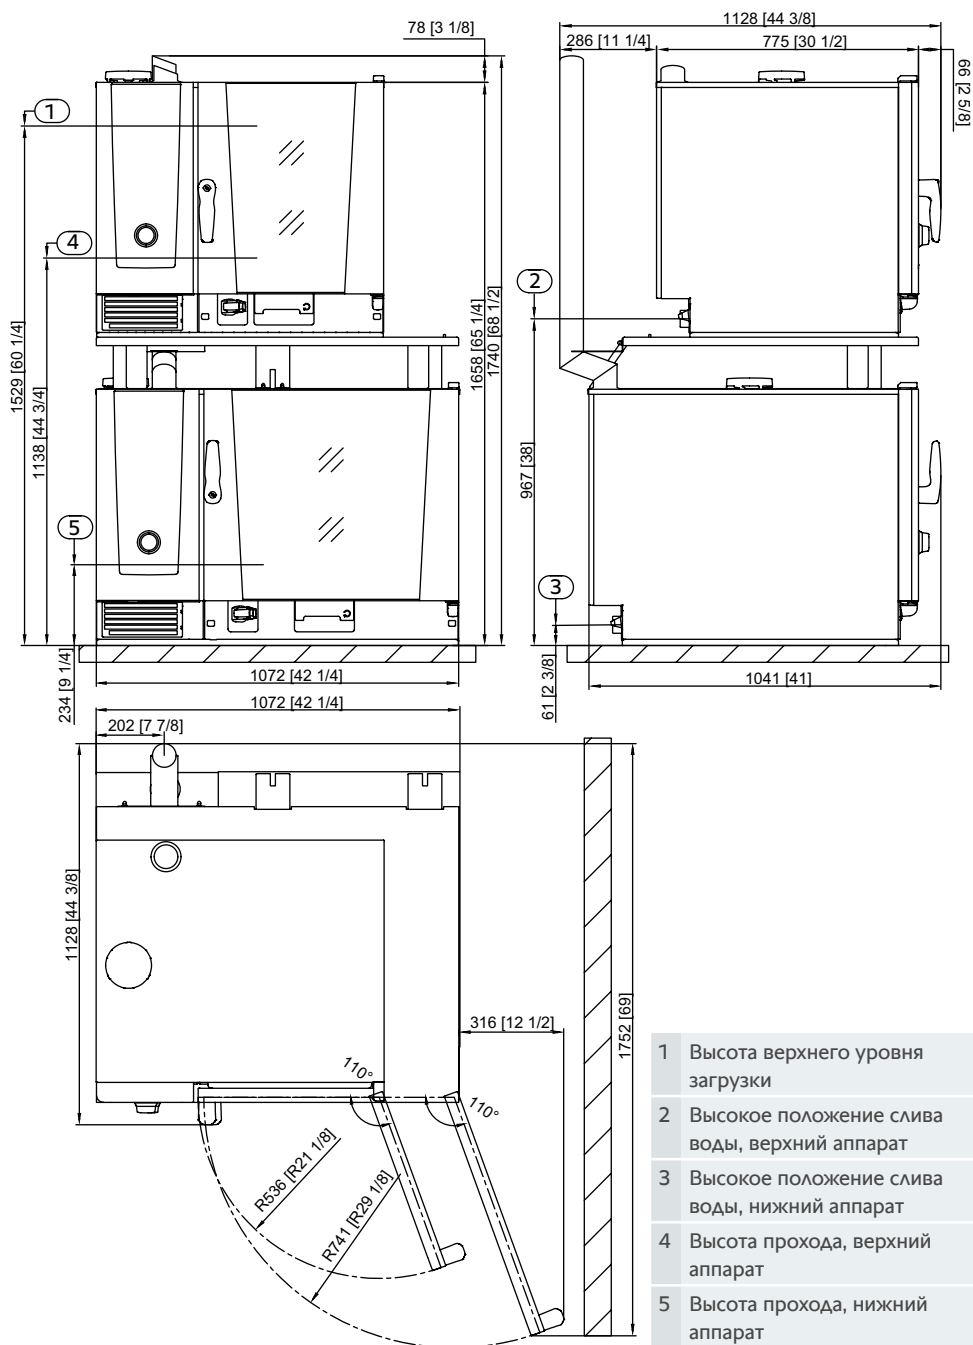 78 [3 1/8]
1
4
5
1529 [60 1/4]
1138 [44 3/4]
234 [9 1/4]
1658 [65 1/4]
1740 [68 1/2]
1072 [42 1/4]
1128 [44 3/8]
286 [11 1/4]
775 [30 1/2]
66 [2 5/8]
2
967 [38]
3
61 [2 3/8]
1041 [41]
1072 [42 1/4]
202 [7 7/8]
1128 [44 3/8]
316 [12 1/2]
1752 [69]
110°
110°
R536 [R21 1/8]
R741 [R29 1/8]
1 Высота верхнего уровня
загрузки
2 Высокое положение слива
воды, верхний аппарат
3 Высокое положение слива
воды, нижний аппарат
4 Высота прохода, верхний
аппарат
5 Высота прохода, нижний
аппарат